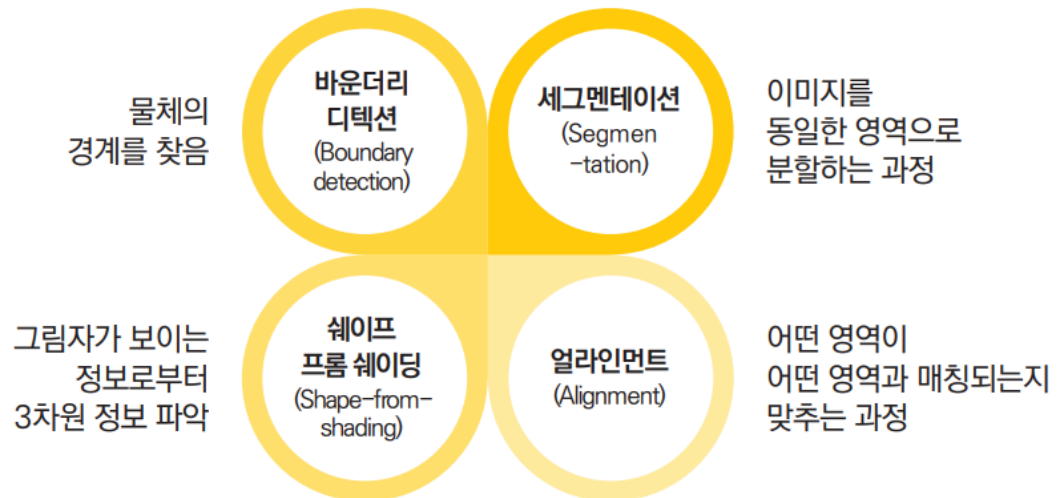 물체의
경계를 찾음
바운더리
디텍션
(Boundary
detection)
세그멘테이션
(Segmen
-tation)
이미지를
동일한 영역으로
분할하는 과정
그림자가 보이는
정보로부터
3차원 정보 파악
쉐이프
프롬 쉐이딩
(Shape-from-
shading)
얼라인먼트
(Alignment)
어떤 영역이
어떤 영역과 매칭되는지
맞추는 과정